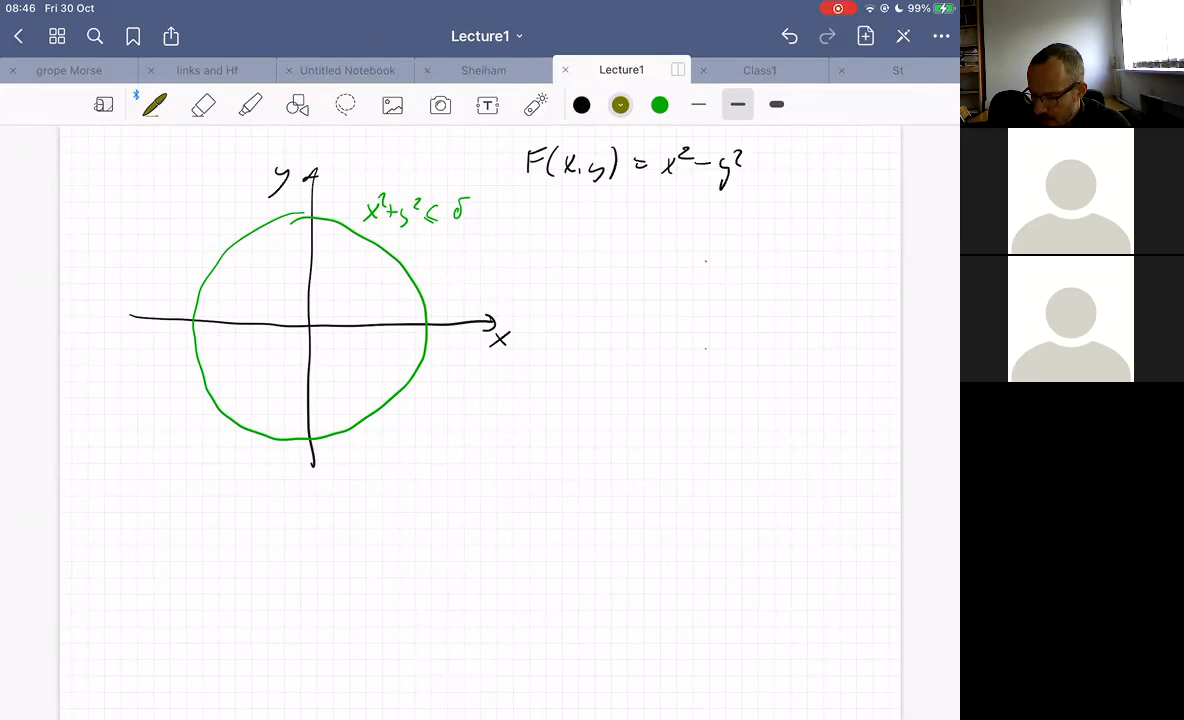 08:46 Fri 30 Oct
99%
Lecture1
grope Morse
links and Hf
Untitled Notebook
Sheiham
Lecture1
Class1
St
T
F(x,y) = x² - y²
y
x² + y² ≤ δ
x